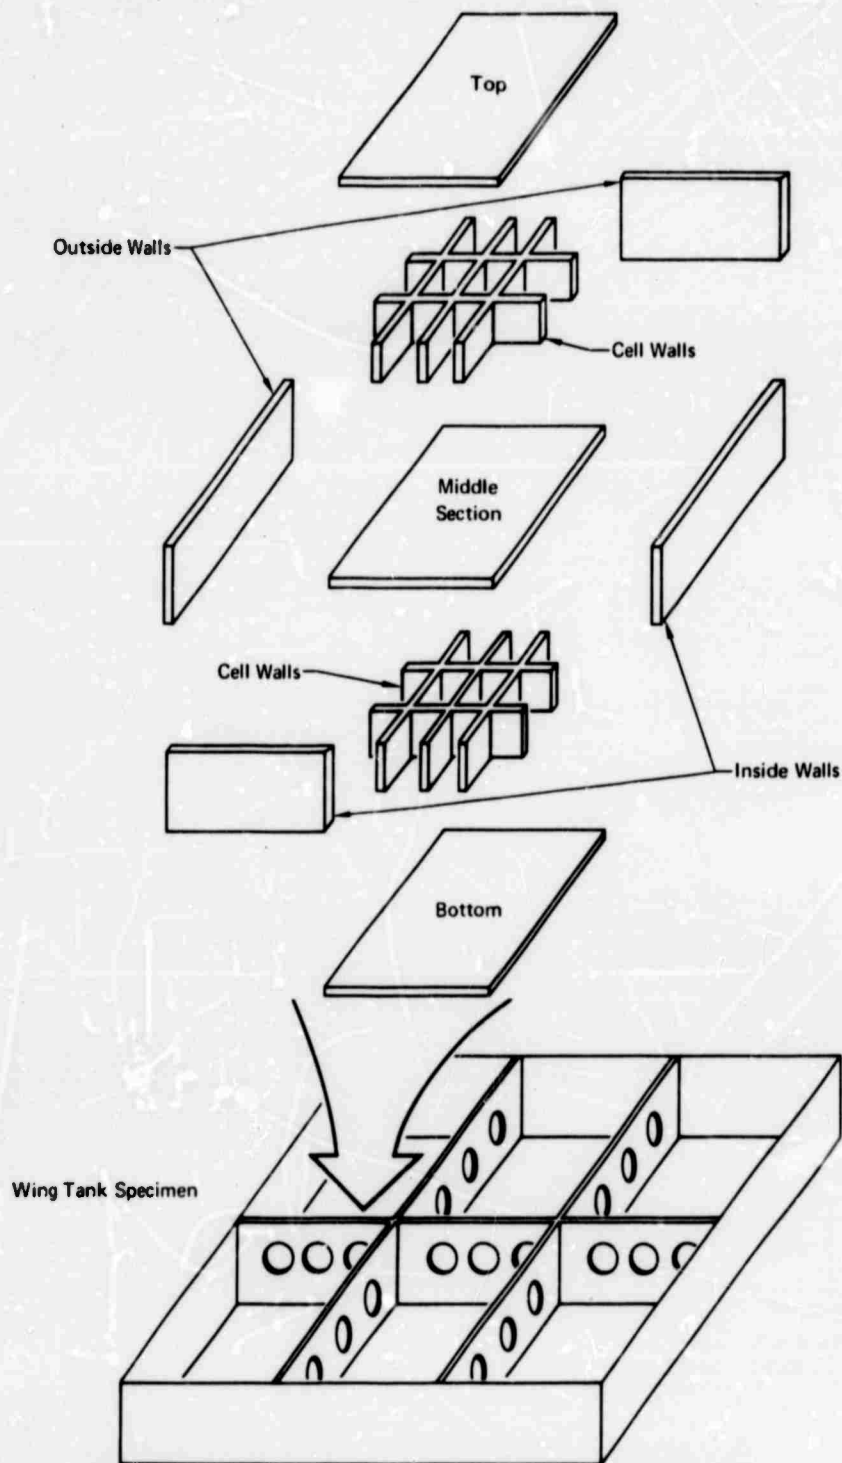 Top
Outside Walls
Cell Walls
Middle
Section
Cell Walls
Inside Walls
Bottom
Wing Tank Specimen